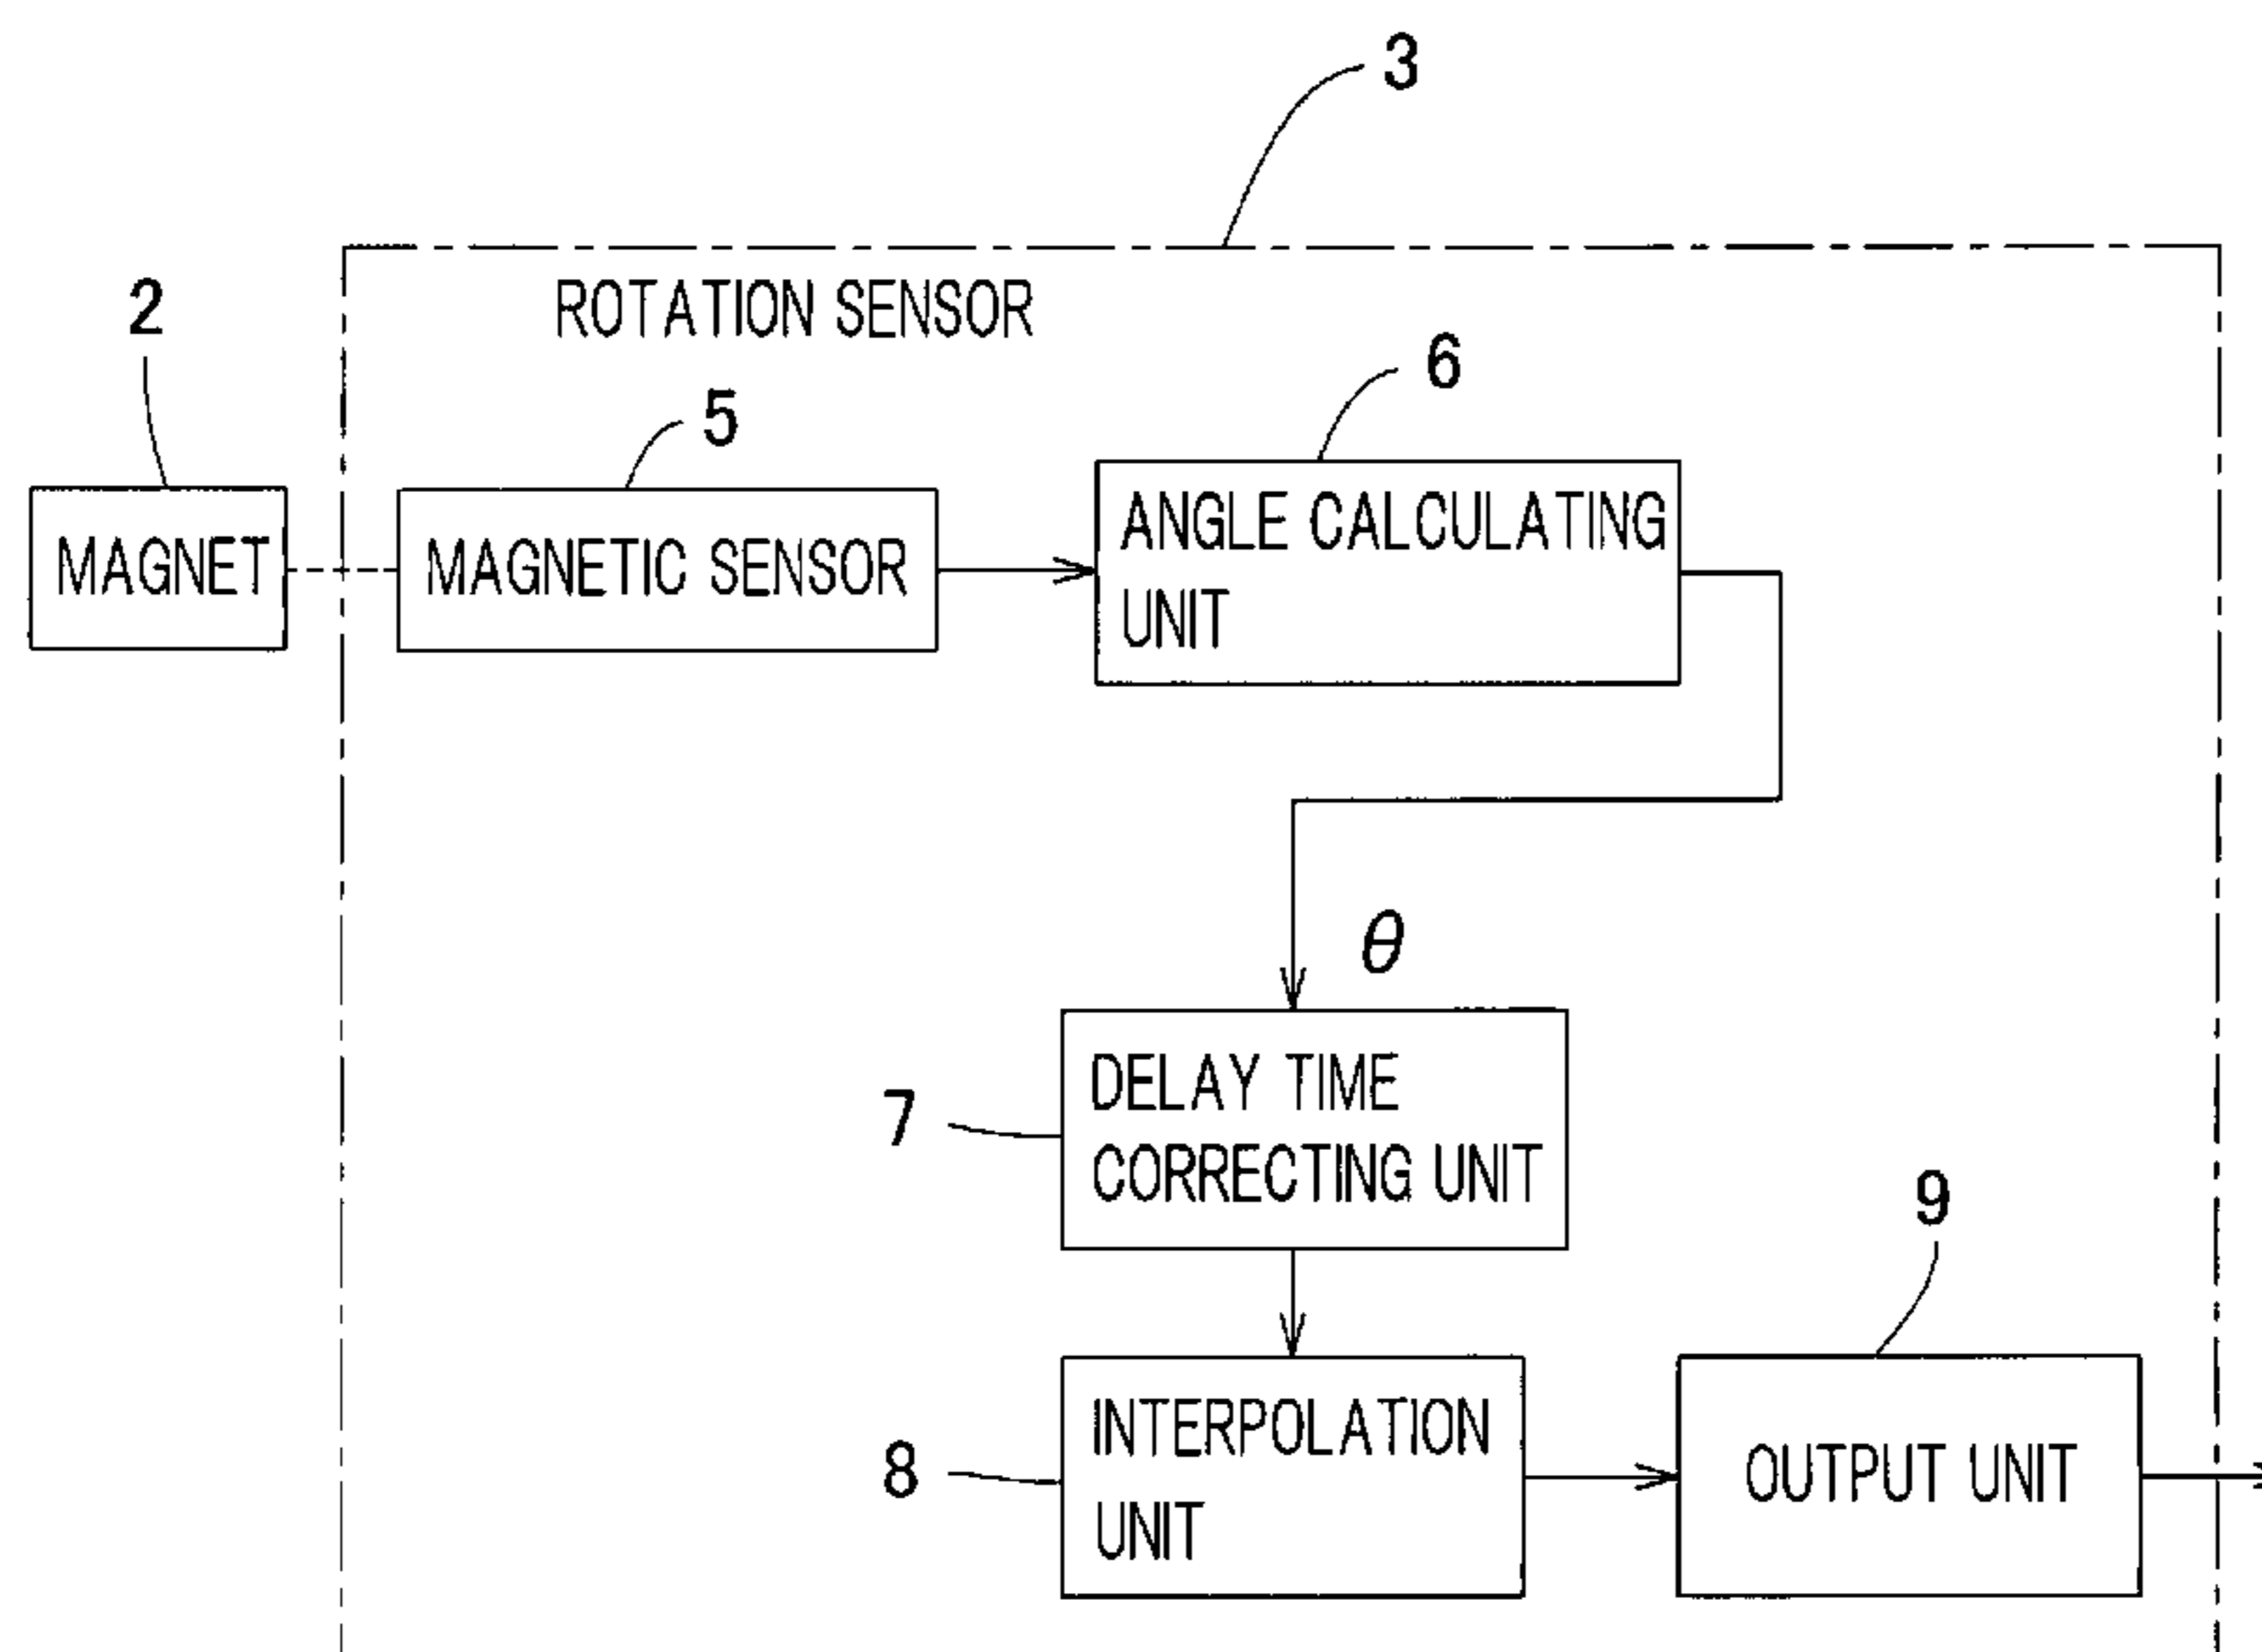 3
ROTATION SENSOR
2
5
6
MAGNET
MAGNETIC SENSOR
ANGLE CALCULATING
UNIT
θ
7
DELAY TIME
CORRECTING UNIT
9
8
INTERPOLATION
UNIT
OUTPUT UNIT